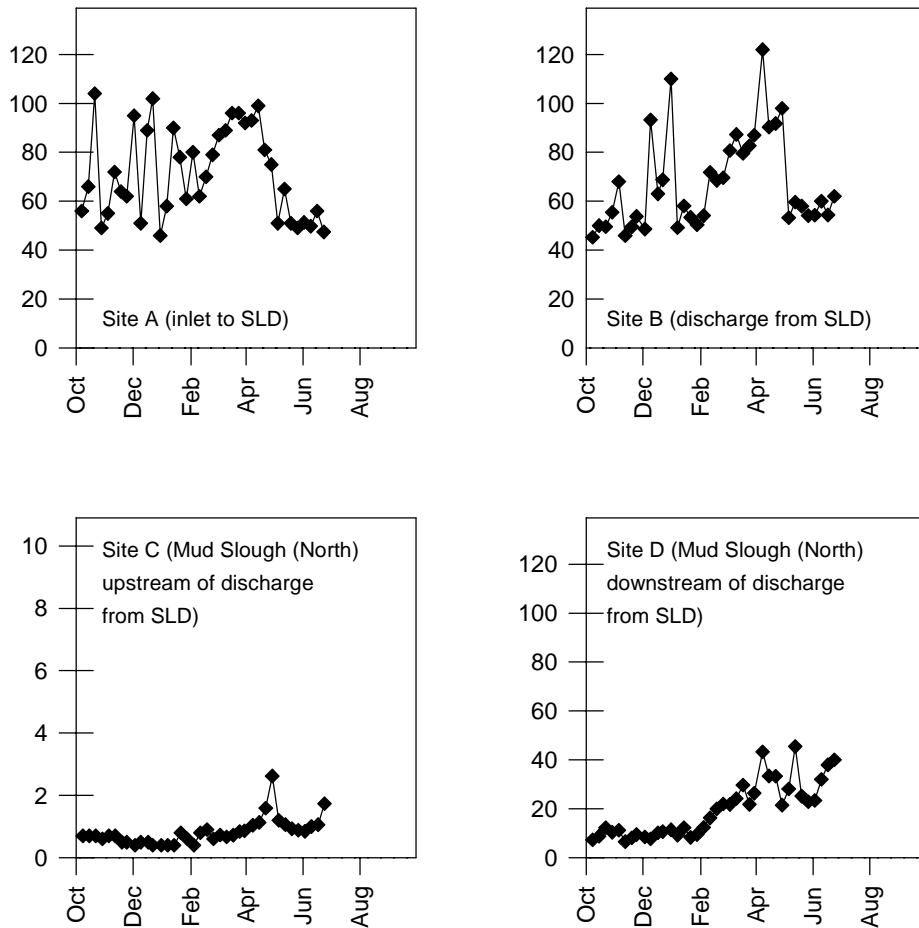 120
100
80
60
40
20
0
Site A (inlet to SLD)
Oct
Dec
Feb
Apr
Jun
Aug
120
100
80
60
40
20
0
Site B (discharge from SLD)
Oct
Dec
Feb
Apr
Jun
Aug
10
8
6
4
2
0
Site C (Mud Slough (North)
upstream of discharge
from SLD)
Oct
Dec
Feb
Apr
Jun
Aug
120
100
80
60
40
20
0
Site D (Mud Slough (North)
downstream of discharge
from SLD)
Oct
Dec
Feb
Apr
Jun
Aug